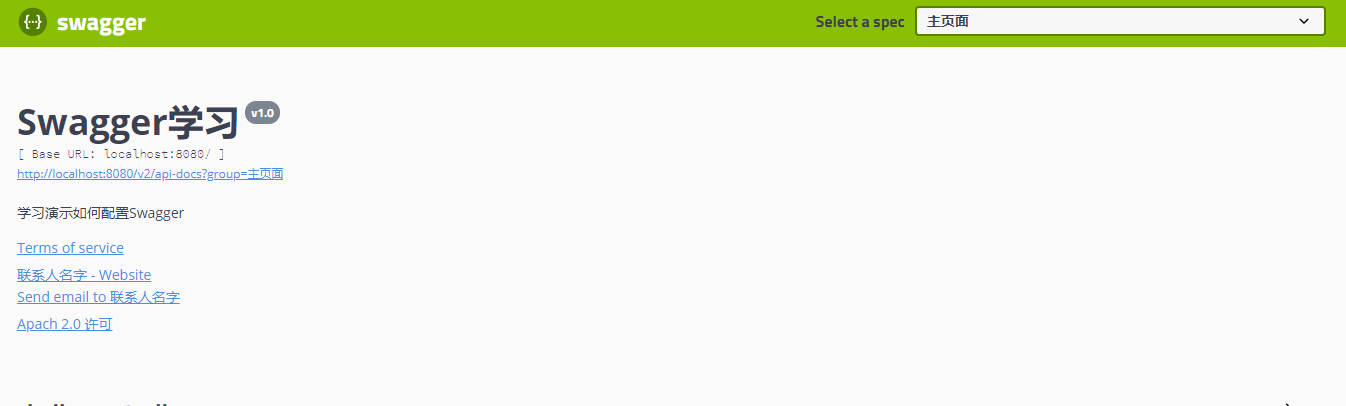 swagger Select a spec 主页面
Swagger学习 v1.0
[ Base URL: localhost:8080/ ]
http://localhost:8080/v2/api-docs?group=主页面
学习演示如何配置Swagger
Terms of service
联系人名字 - Website
Send email to 联系人名字
Apach 2.0 许可